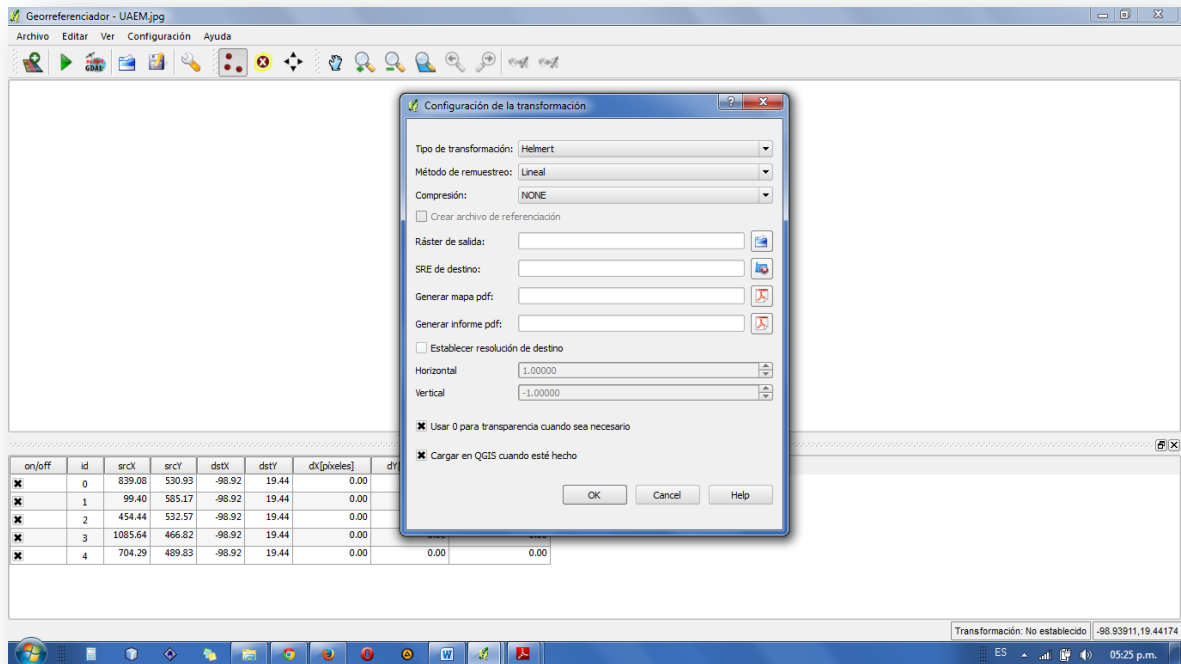 Georreferenciador - UAEM.jpg
Archivo Editar Ver Configuración Ayuda
GDAL
Configuración de la transformación
Tipo de transformación: Helmert
Método de remuestreo: Lineal
Compresión: NONE
Crear archivo de referenciación
Ráster de salida:
SRE de destino:
Generar mapa pdf:
Generar informe pdf:
Establecer resolución de destino
Horizontal 1.00000
Vertical -1.00000
Usar 0 para transparencia cuando sea necesario
Cargar en QGIS cuando esté hecho
OK Cancel Help
on/off id srcX srcY dstX dstY dX[píxeles] dY[
0 839.08 530.93 -98.92 19.44 0.00
1 99.40 585.17 -98.92 19.44 0.00
2 454.44 532.57 -98.92 19.44 0.00
3 1085.64 466.82 -98.92 19.44 0.00 0.00 0.00
4 704.29 489.83 -98.92 19.44 0.00 0.00 0.00
Transformación: No establecido -98.93911,19.44174
ES 05:25 p.m.